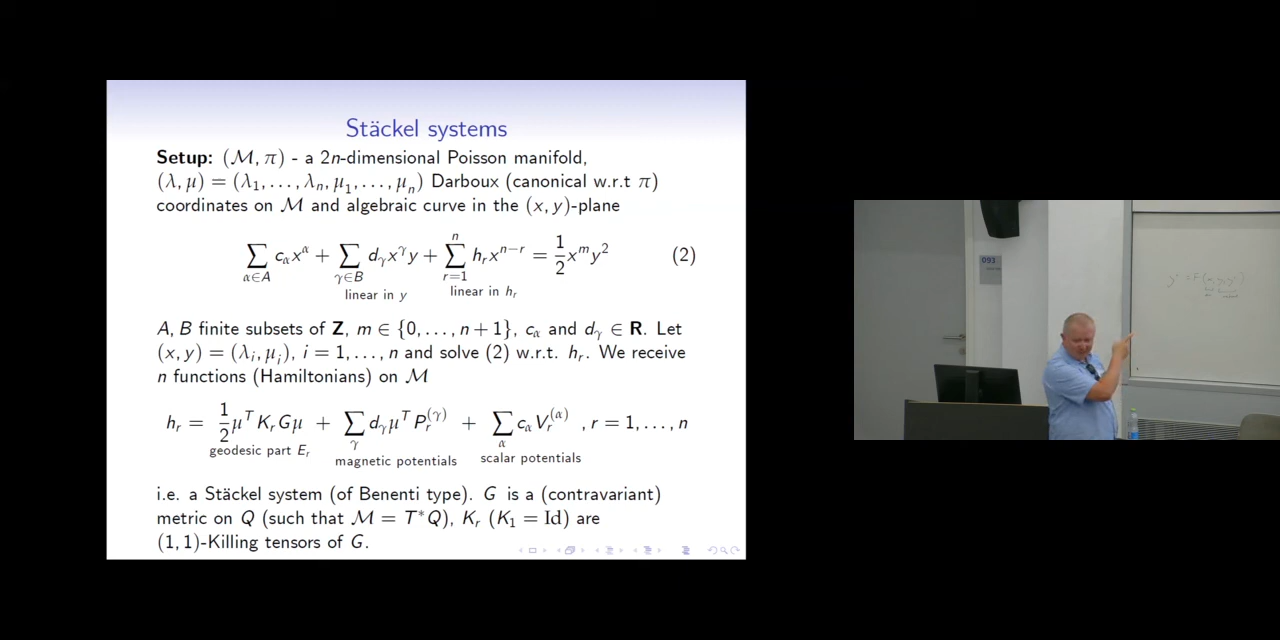 Stäckel systems
Setup: (ℳ, π) - a 2n-dimensional Poisson manifold,
(λ, μ) = (λ₁, . . . , λₙ, μ₁, . . . , μₙ) Darboux (canonical w.r.t π)
coordinates on ℳ and algebraic curve in the (x, y)-plane
∑_{α∈A} c_α x^α + ∑_{γ∈B} d_γ x^γ y + ∑_{r=1}^{n} h_r x^{n−r} = 1/2 x^m y² (2)
linear in y linear in h_r
A, B finite subsets of Z, m ∈ {0, . . . , n + 1}, c_α and d_γ ∈ R. Let
(x, y) = (λ_i, μ_i), i = 1, . . . , n and solve (2) w.r.t. h_r. We receive
n functions (Hamiltonians) on ℳ
h_r = 1/2 μ^T K_r G μ + ∑_γ d_γ μ^T P_r^{(γ)} + ∑_α c_α V_r^{(α)} , r = 1, . . . , n
geodesic part E_r magnetic potentials scalar potentials
i.e. a Stäckel system (of Benenti type). G is a (contravariant)
metric on Q (such that ℳ = T*Q), K_r (K₁ = Id) are
(1, 1)-Killing tensors of G.
093